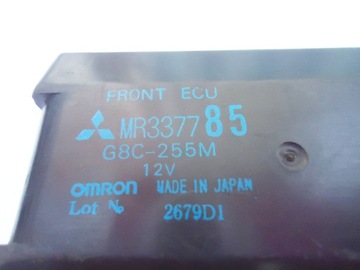 FRONT ECU
MR337785
G8C-255M
12V
OMRON MADE IN JAPAN
Lot № 2679D1